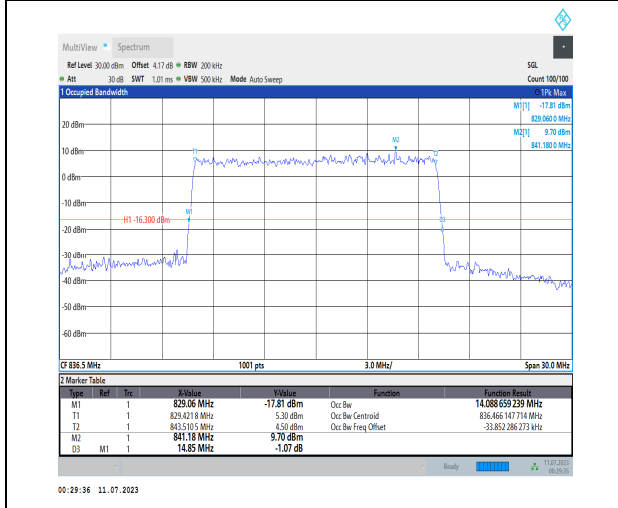 MultiView Spectrum
Ref Level 30.00 dBm Offset 4.17 dB RBW 200 kHz SGL
Att 30 dB SWT 1.01 ms VBW 500 kHz Mode Auto Sweep Count 100/100
1 Occupied Bandwidth 1Pk Max
M1[1] -17.81 dBm
829.060 0 MHz
M2[1] 9.70 dBm
841.180 0 MHz
20 dBm
10 dBm
0 dBm
-10 dBm
-20 dBm
-30 dBm
-40 dBm
-50 dBm
-60 dBm
T1
M2
T2
M1
D3
H1 -16.300 dBm
CF 836.5 MHz 1001 pts 3.0 MHz/ Span 30.0 MHz
2 Marker Table
Type Ref Trc X-Value Y-Value Function Function Result
M1 1 829.06 MHz -17.81 dBm Occ Bw 14.088 659 239 MHz
T1 1 829.421 8 MHz 5.30 dBm Occ Bw Centroid 836.466 147 714 MHz
T2 1 843.510 5 MHz 4.50 dBm Occ Bw Freq Offset -33.852 286 273 kHz
M2 1 841.18 MHz 9.70 dBm
D3 M1 1 14.85 MHz -1.07 dB
Ready 11.07.2023
00:29:35
00:29:36 11.07.2023